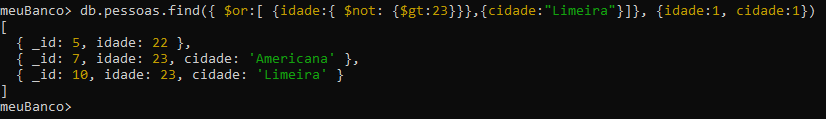 meuBanco> db.pessoas.find({ $or:[ {idade:{ $not: {$gt:23}}},{cidade:"Limeira"}]}, {idade:1, cidade:1})
[
  { _id: 5, idade: 22 },
  { _id: 7, idade: 23, cidade: 'Americana' },
  { _id: 10, idade: 23, cidade: 'Limeira' }
]
meuBanco>